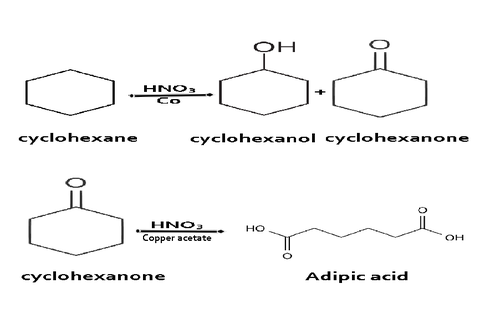 OH
O
HNO₃
Co
+
cyclohexane
cyclohexanol
cyclohexanone
O
HNO₃
Copper acetate
HO
O
O
OH
cyclohexanone
Adipic acid